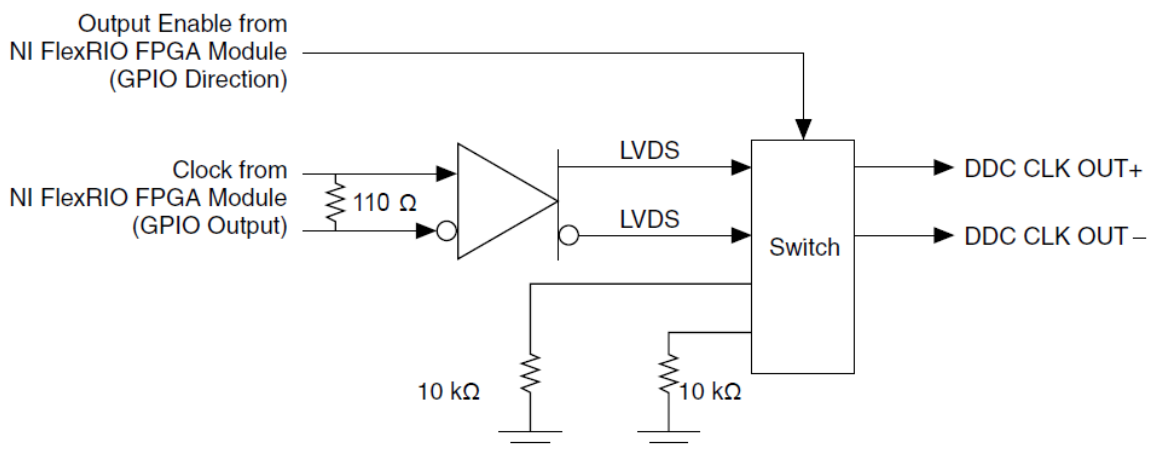 Output Enable from
NI FlexRIO FPGA Module
(GPIO Direction)
Clock from
NI FlexRIO FPGA Module
(GPIO Output)
110 Ω
LVDS
LVDS
Switch
DDC CLK OUT+
DDC CLK OUT−
10 kΩ
10 kΩ